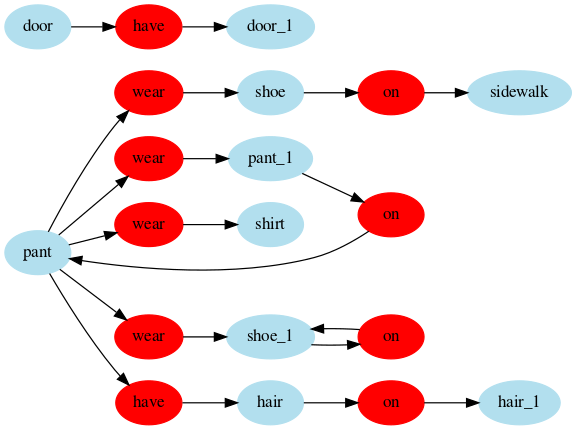 door have door_1
wear shoe on sidewalk
wear pant_1
on
wear shirt
pant
wear shoe_1 on
have hair on hair_1